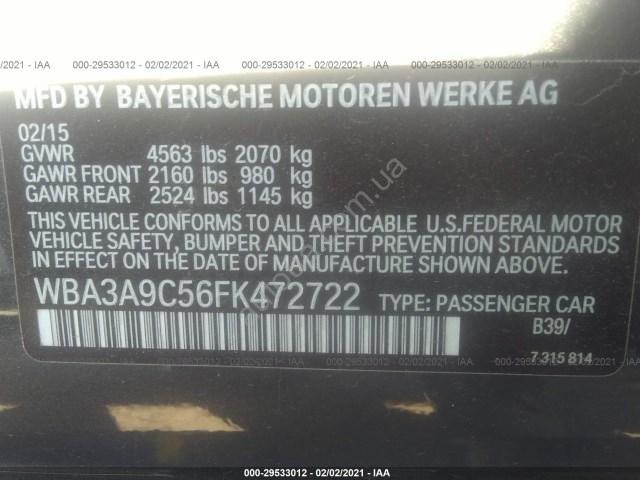 /02/2021 - IAA
000-29533012 - 02/02/2021 - IAA
000-29533012 - 02/02/2
MFD BY BAYERISCHE MOTOREN WERKE AG
02/15
GVWR 4563 lbs 2070 kg
GAWR FRONT 2160 lbs 980 kg
GAWR REAR 2524 lbs 1145 kg
THIS VEHICLE CONFORMS TO ALL APPLICABLE U.S.FEDERAL MOTOR
VEHICLE SAFETY, BUMPER AND THEFT PREVENTION STANDARDS
IN EFFECT ON THE DATE OF MANUFACTURE SHOWN ABOVE.
WBA3A9C56FK472722 TYPE: PASSENGER CAR
B39/
7 315 814
2021 - IAA
000-29533012 - 02/02/2021 - IAA
000-29533012 - 02/02/2
000-29533012 - 02/02/2021 - IAA